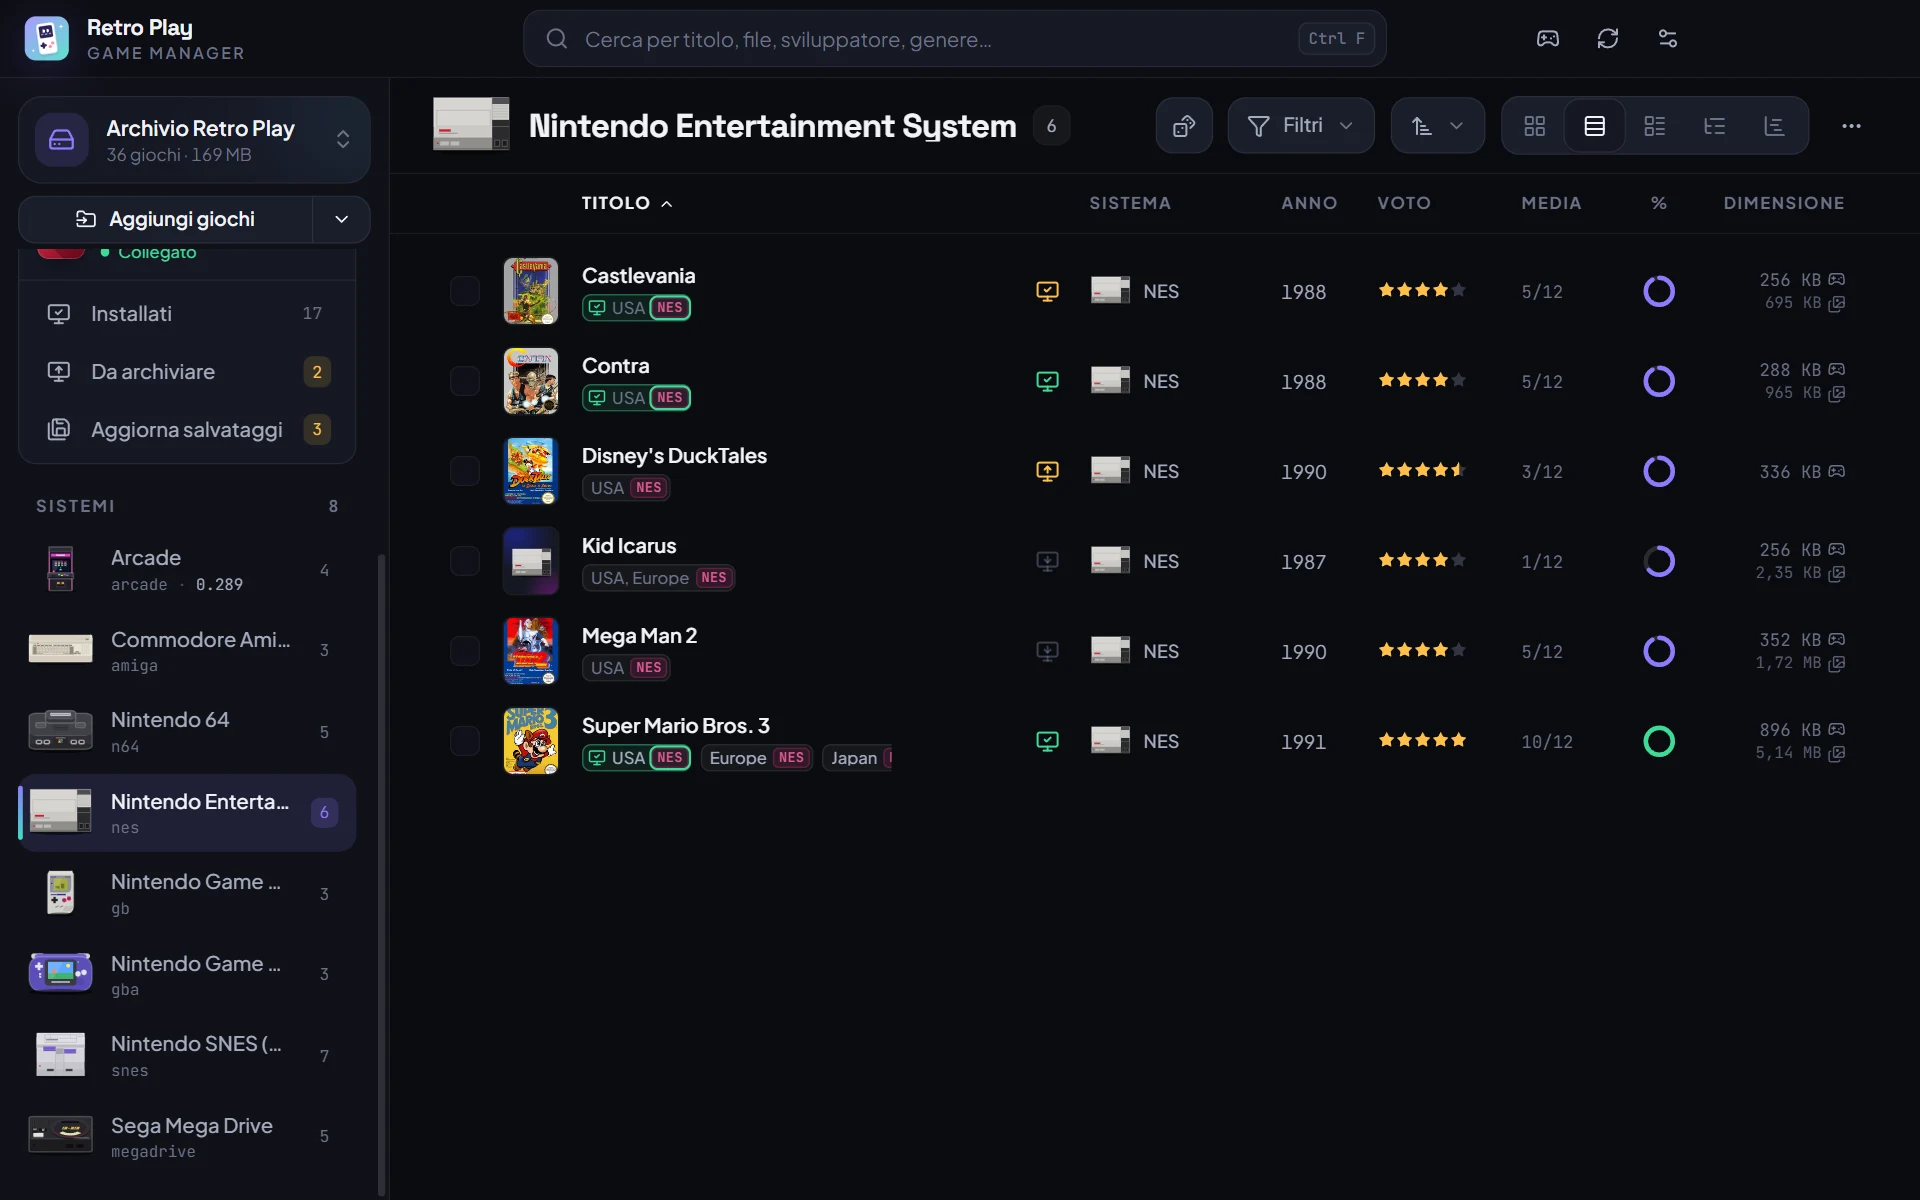 Retro Play
GAME MANAGER
Cerca per titolo, file, sviluppatore, genere...
Ctrl F
Archivio Retro Play
36 giochi · 169 MB
Aggiungi giochi
Collegato
Installati 17
Da archiviare 2
Aggiorna salvataggi 3
SISTEMI 8
Arcade
arcade · 0.289
4
Commodore Ami...
amiga
3
Nintendo 64
n64
5
Nintendo Enterta...
nes
6
Nintendo Game ...
gb
3
Nintendo Game ...
gba
3
Nintendo SNES (...
snes
7
Sega Mega Drive
megadrive
5
Nintendo Entertainment System 6
Filtri
TITOLO SISTEMA ANNO VOTO MEDIA % DIMENSIONE
Castlevania
USA NES
NES 1988 5/12
256 KB
695 KB
Contra
USA NES
NES 1988 5/12
288 KB
965 KB
Disney's DuckTales
USA NES
NES 1990 3/12
336 KB
Kid Icarus
USA, Europe NES
NES 1987 1/12
256 KB
2,35 KB
Mega Man 2
USA NES
NES 1990 5/12
352 KB
1,72 MB
Super Mario Bros. 3
USA NES Europe NES Japan
NES 1991 10/12
896 KB
5,14 MB